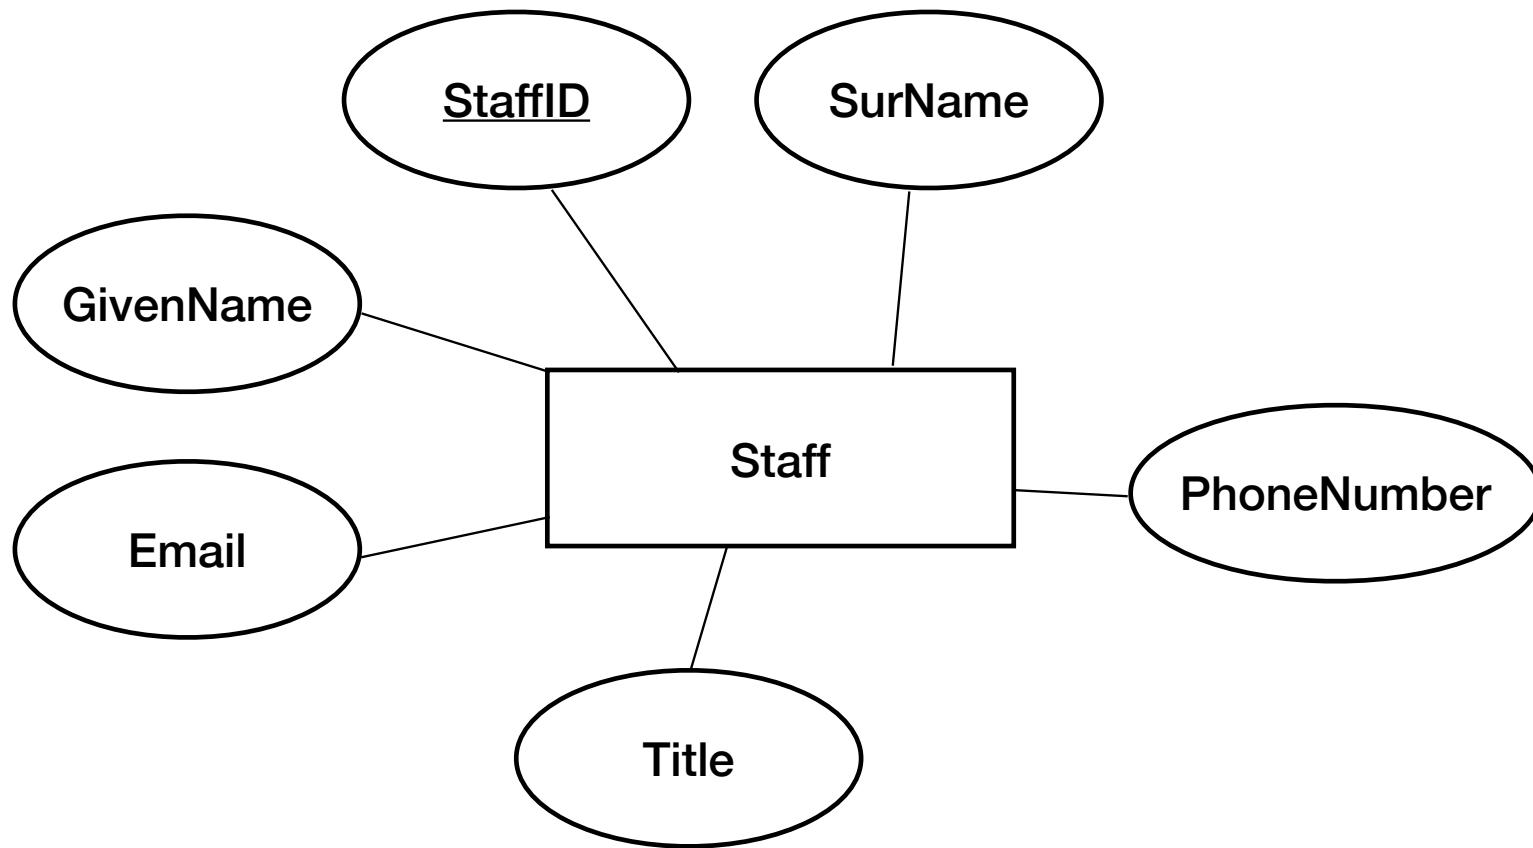 StaffID
SurName
GivenName
Staff
PhoneNumber
Email
Title